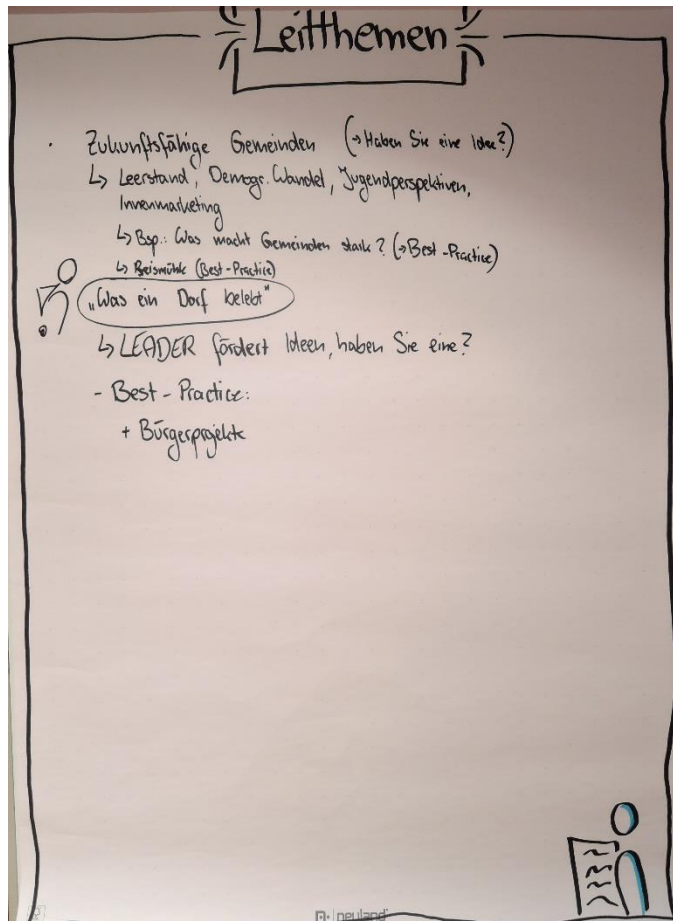 Leitthemen
· Zukunftsfähige Gemeinden (→ Haben Sie eine Idee?)
↳ Leerstand, Demogr. Wandel, Jugendperspektiven,
Innenmarketing
↳ Bsp.: Was macht Gemeinden stark? (→ Best-Practice)
↳ (Best-Practice)
„Was ein Dorf belebt"
↳ LEADER fördert Ideen, haben Sie eine?
- Best-Practice:
+ Bürgerprojekte
neuland